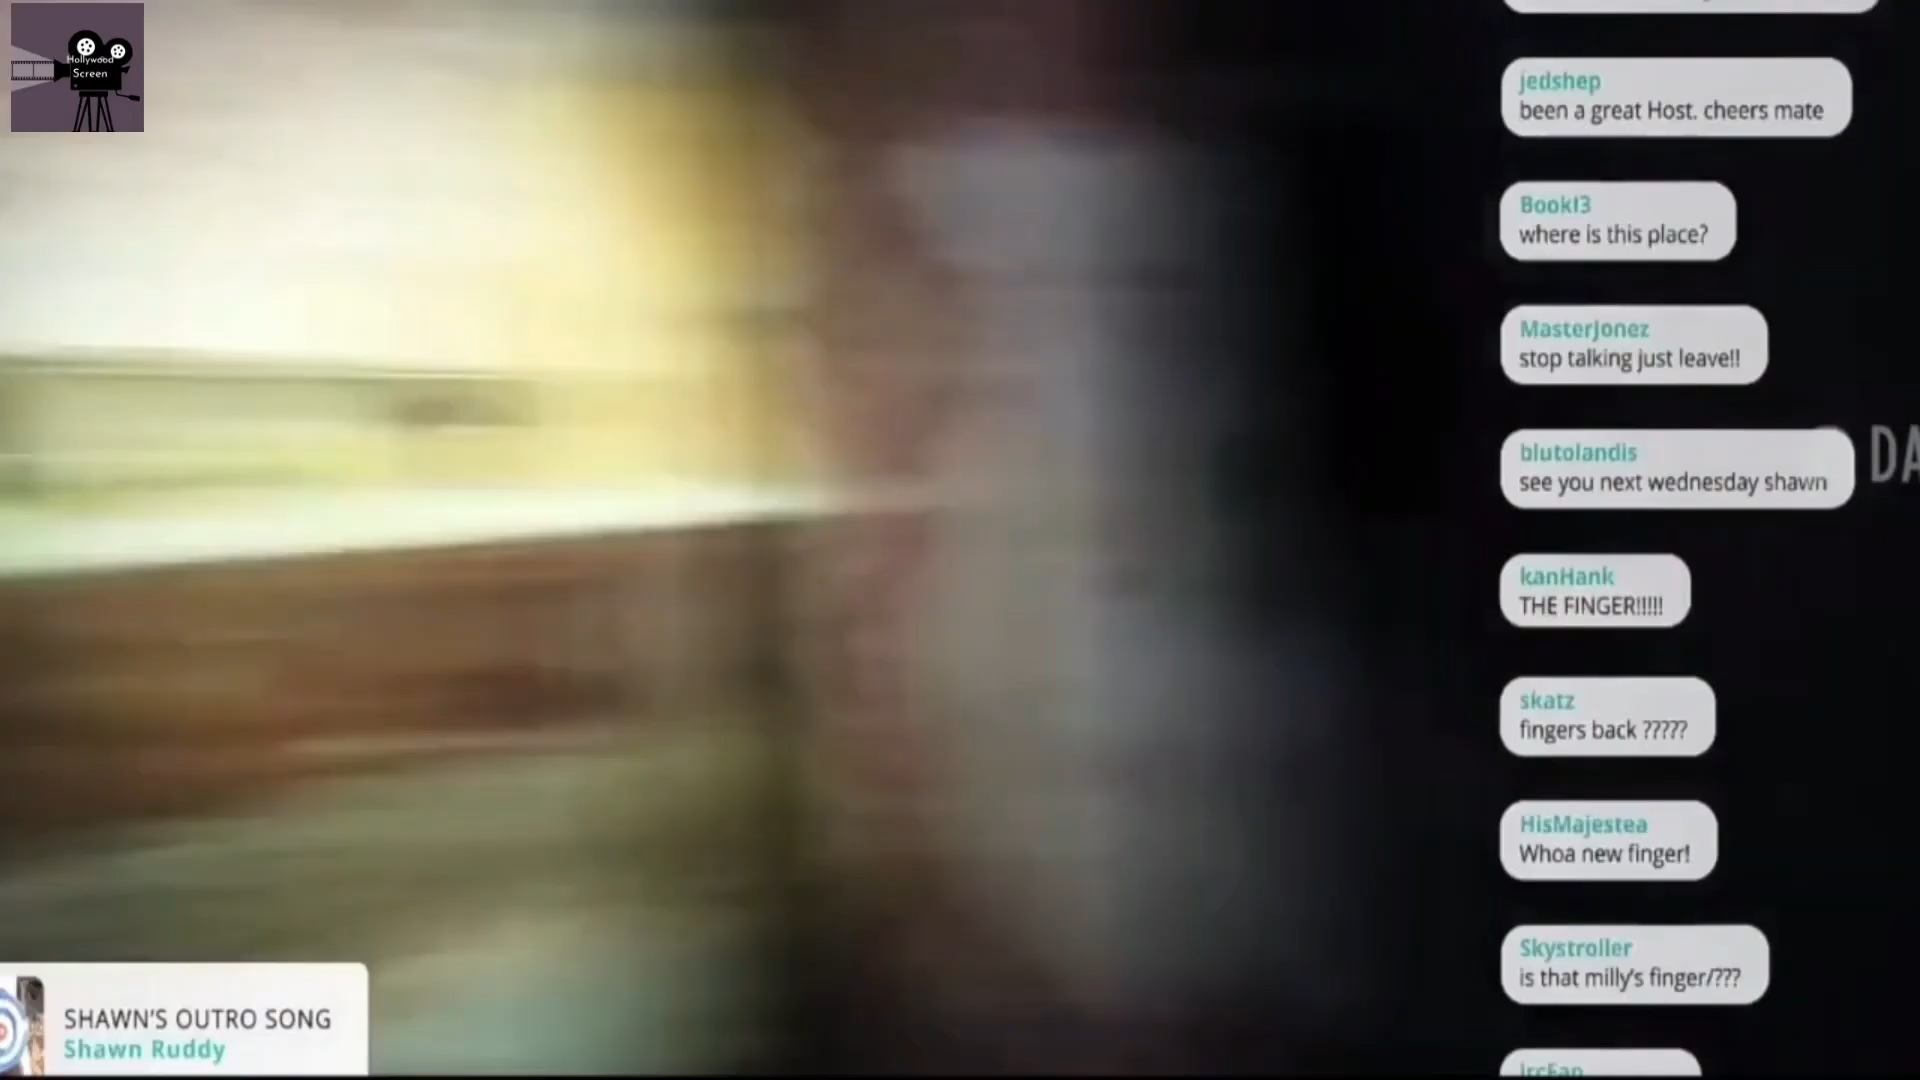 Hollywood
Screen
jedshep
been a great Host. cheers mate
BookI3
where is this place?
MasterJonez
stop talking just leave!!
blutolandis
see you next wednesday shawn
DA
kanHank
THE FINGER!!!!!
skatz
fingers back ?????
HisMajestea
Whoa new finger!
Skystroller
is that milly's finger/???
SHAWN'S OUTRO SONG
Shawn Ruddy